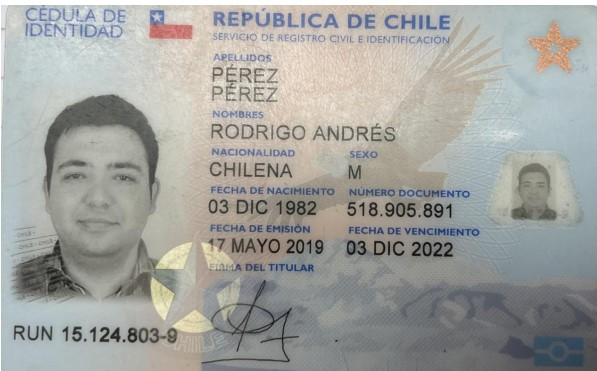 CÉDULA DE
IDENTIDAD
REPÚBLICA DE CHILE
SERVICIO DE REGISTRO CIVIL E IDENTIFICACIÓN
APELLIDOS
PÉREZ
PÉREZ
NOMBRES
RODRIGO ANDRÉS
NACIONALIDAD SEXO
CHILENA M
FECHA DE NACIMIENTO NÚMERO DOCUMENTO
03 DIC 1982 518.905.891
FECHA DE EMISIÓN FECHA DE VENCIMIENTO
17 MAYO 2019 03 DIC 2022
FIRMA DEL TITULAR
RUN 15.124.803-9
CHILE